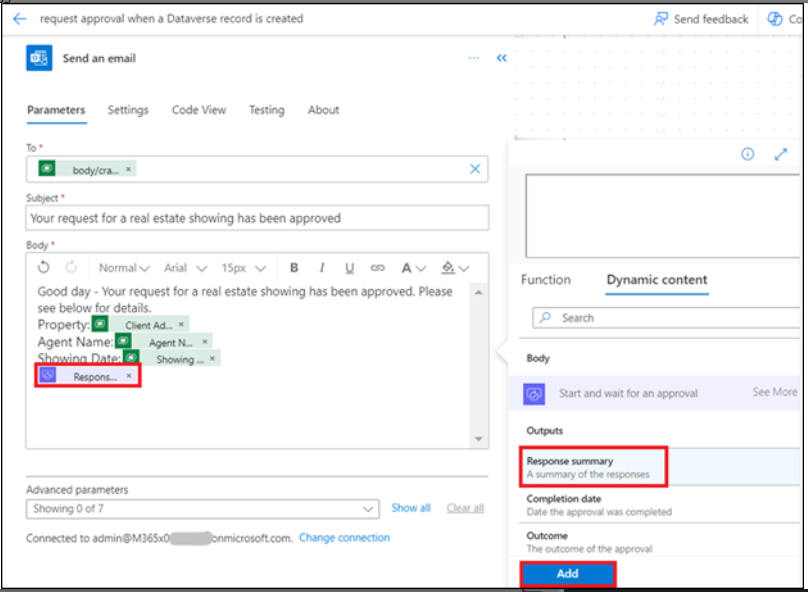 request approval when a Dataverse record is created
Send feedback
Co
Send an email
Parameters Settings Code View Testing About
To *
body/cra... ×
Subject *
Your request for a real estate showing has been approved
Body *
Normal Arial 15px B I U A
Good day - Your request for a real estate showing has been approved. Please
see below for details.
Property: Client Ad... ×
Agent Name: Agent N... ×
Showing Date: Showing ... ×
Respons... ×
Advanced parameters
Showing 0 of 7
Show all Clear all
Connected to admin@M365x0 onmicrosoft.com. Change connection
Function Dynamic content
Search
Body
Start and wait for an approval See More
Outputs
Response summary
A summary of the responses
Completion date
Date the approval was completed
Outcome
The outcome of the approval
Add